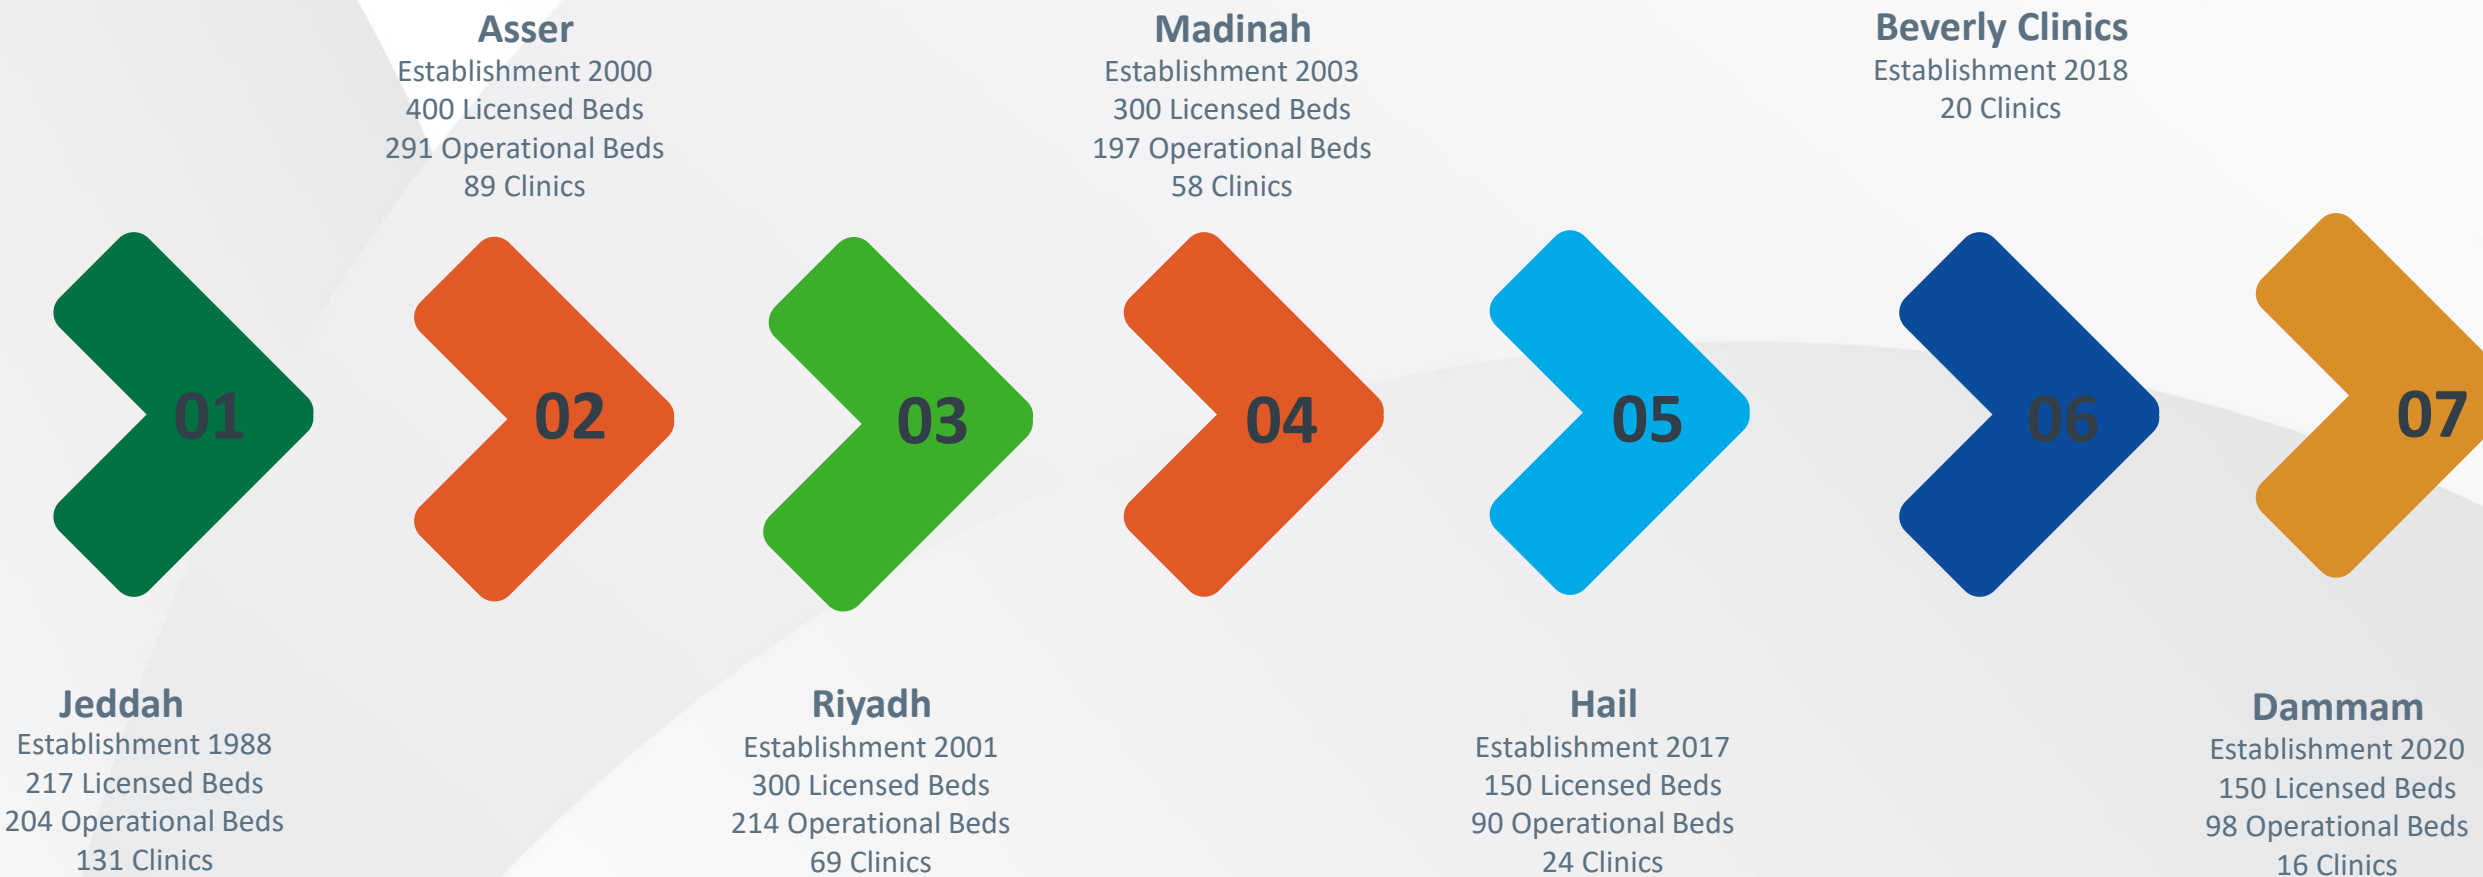 Asser
Establishment 2000
400 Licensed Beds
291 Operational Beds
89 Clinics
Madinah
Establishment 2003
300 Licensed Beds
197 Operational Beds
58 Clinics
Beverly Clinics
Establishment 2018
20 Clinics
01
02
03
04
05
06
07
Jeddah
Establishment 1988
217 Licensed Beds
204 Operational Beds
131 Clinics
Riyadh
Establishment 2001
300 Licensed Beds
214 Operational Beds
69 Clinics
Hail
Establishment 2017
150 Licensed Beds
90 Operational Beds
24 Clinics
Dammam
Establishment 2020
150 Licensed Beds
98 Operational Beds
16 Clinics